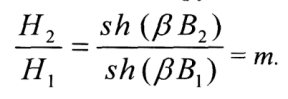 H₂/H₁ = sh (βB₂)/sh (βB₁) = m.